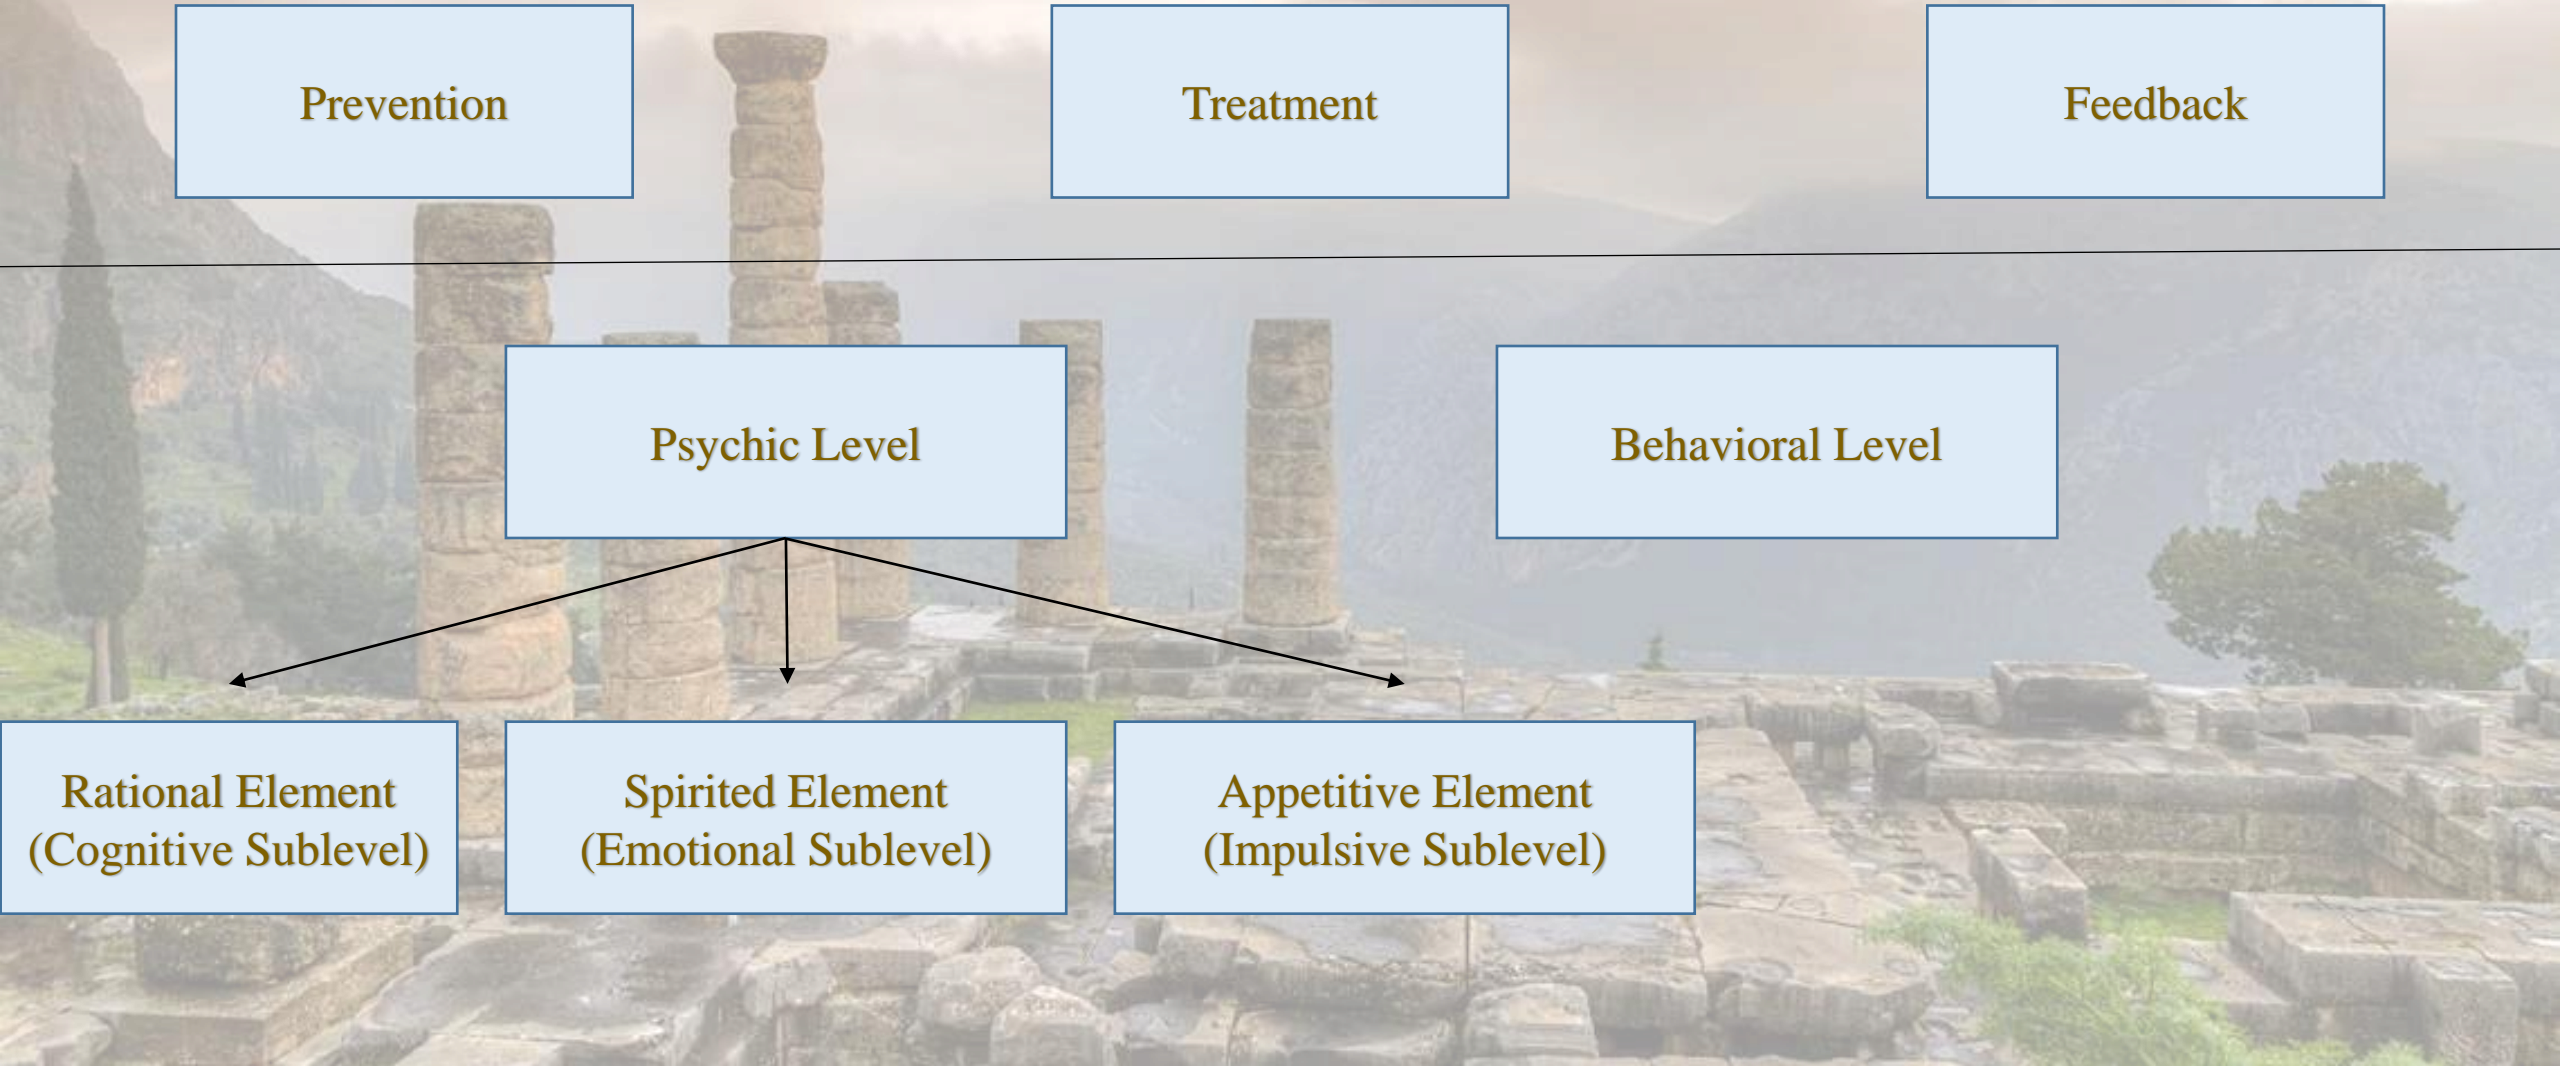 Prevention
Treatment
Feedback
Psychic Level
Behavioral Level
Rational Element
(Cognitive Sublevel)
Spirited Element
(Emotional Sublevel)
Appetitive Element
(Impulsive Sublevel)